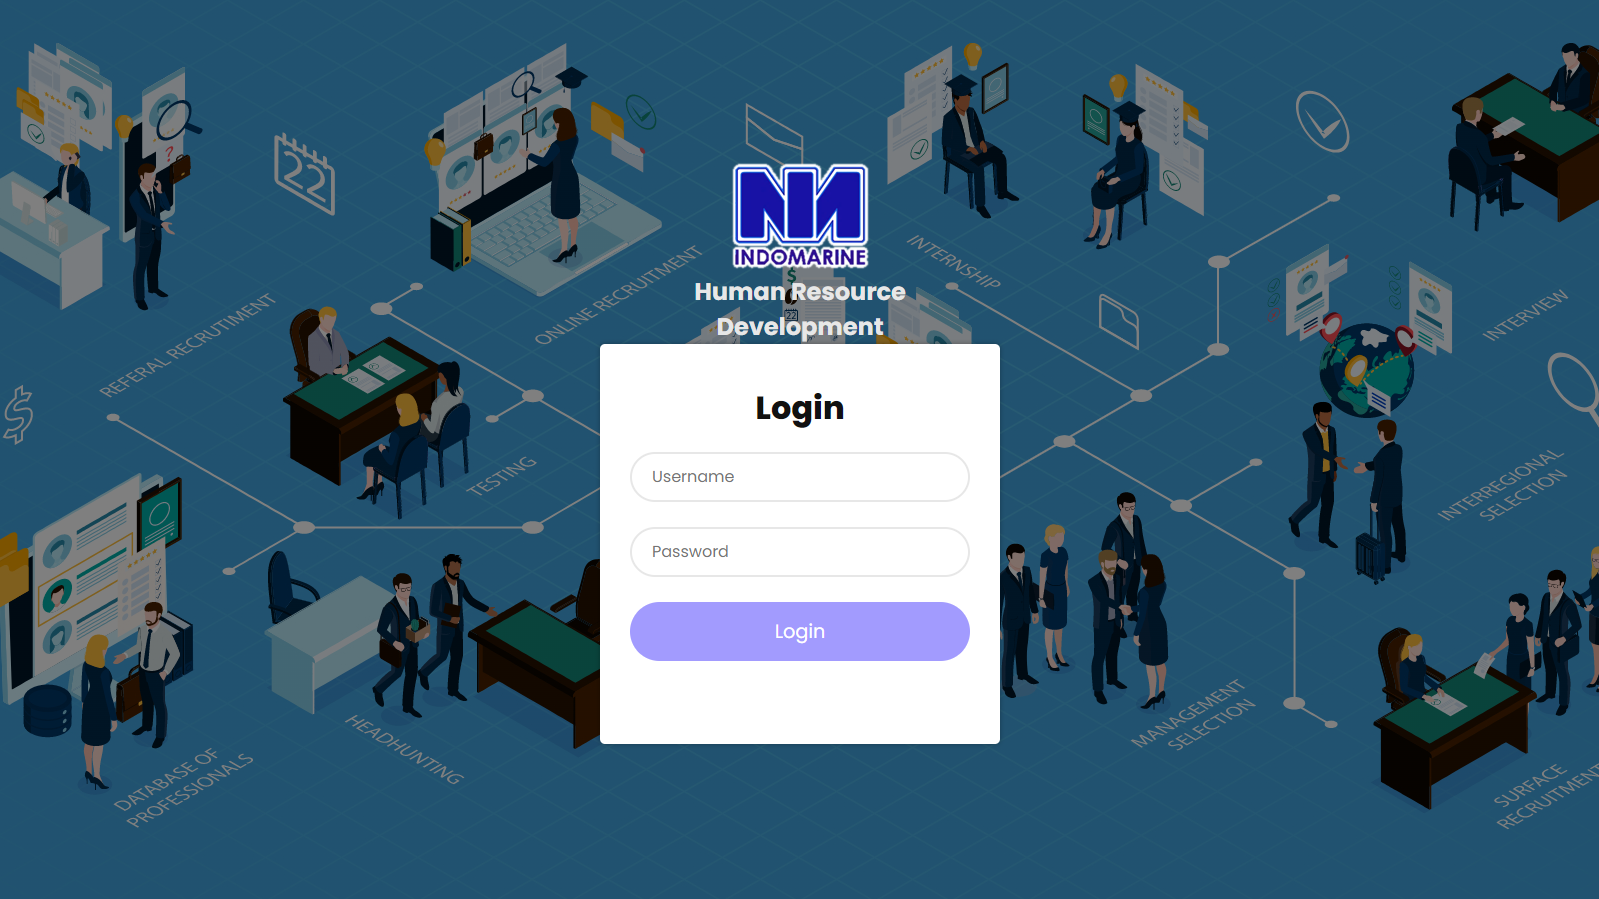 22
INDOMARINE
Human Resource
Development
Login
Username
Password
Login
REFERAL RECRUTIMENT
ONLINE RECRUITMENT
INTERNSHIP
INTERVIEW
TESTING
INTERREGIONAL
SELECTION
HEADHUNTING
MANAGEMENT
SELECTION
DATABASE OF
PROFESSIONALS
SURFACE
RECRUITMENT
$
?
$
22